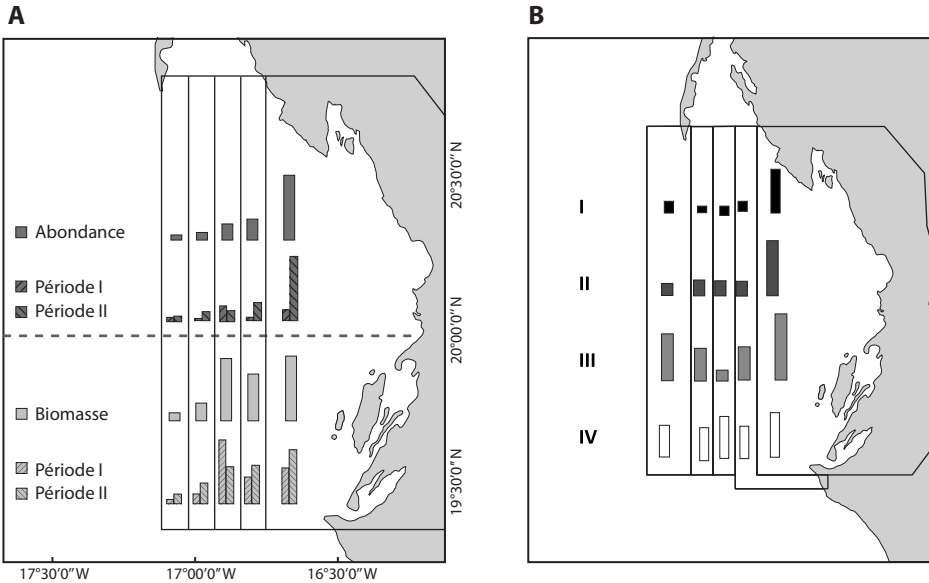 A
B
Abondance
Période I
Période II
Biomasse
Période I
Période II
20°30'0" N
20°00'0" N
19°30'0" N
17°30'0"W
17°00'0"W
16°30'0"W
I
II
III
IV